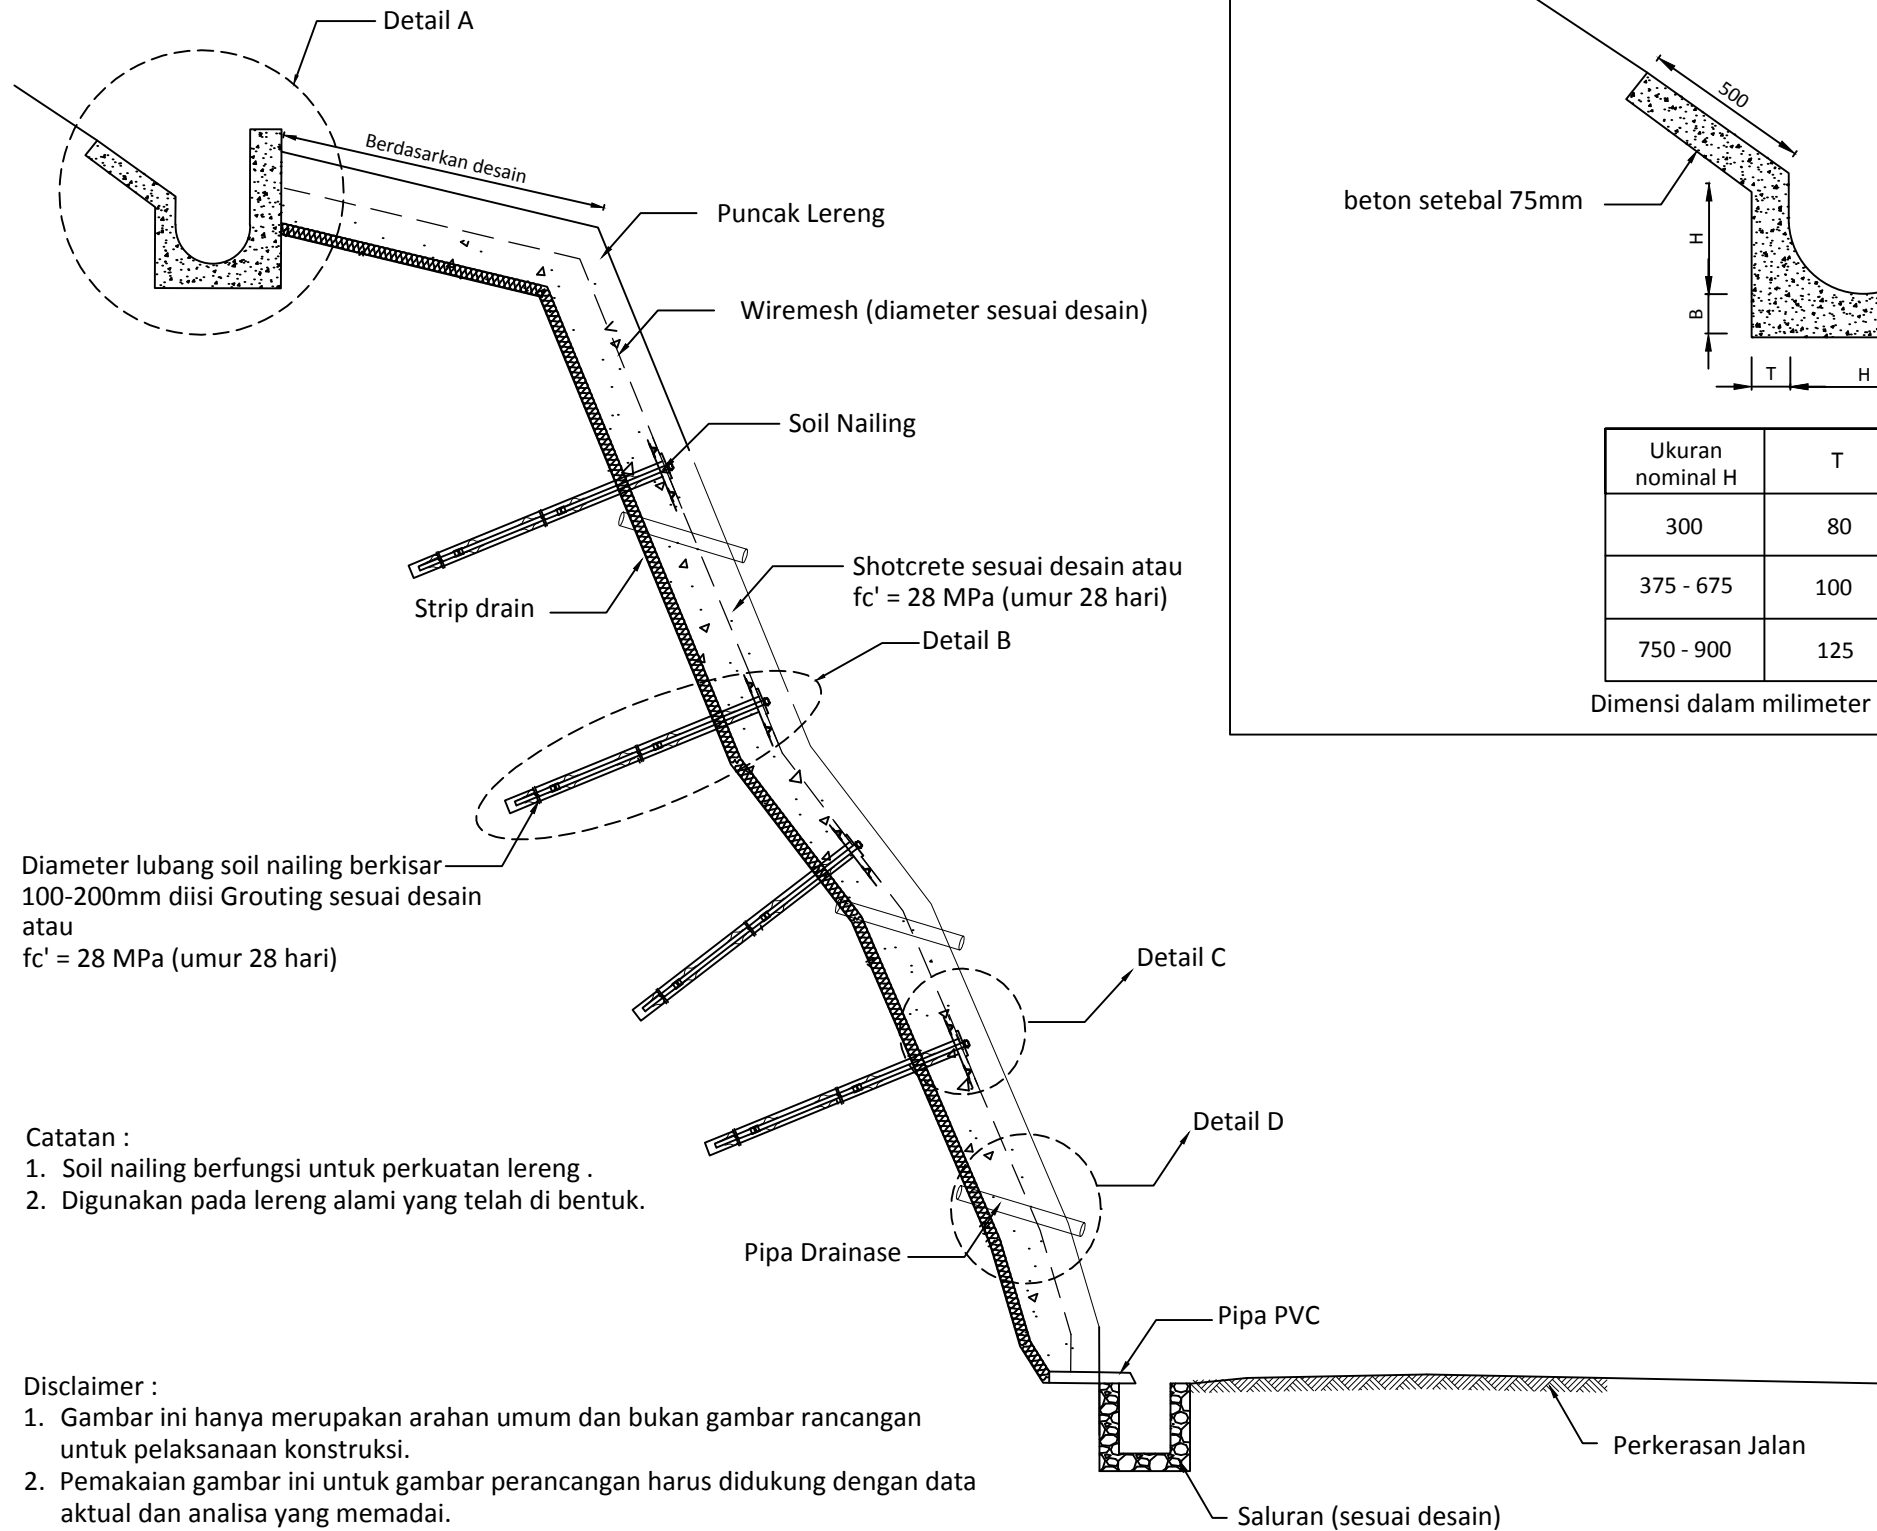 Detail A
Berdasarkan desain
Puncak Lereng
Wiremesh (diameter sesuai desain)
Soil Nailing
Shotcrete sesuai desain atau
fc' = 28 MPa (umur 28 hari)
Strip drain
Detail B
Diameter lubang soil nailing berkisar
100-200mm diisi Grouting sesuai desain
atau
fc' = 28 MPa (umur 28 hari)
Detail C
Detail D
Pipa Drainase
Pipa PVC
Perkerasan Jalan
Saluran (sesuai desain)
Catatan :
1. Soil nailing berfungsi untuk perkuatan lereng .
2. Digunakan pada lereng alami yang telah di bentuk.
Disclaimer :
1. Gambar ini hanya merupakan arahan umum dan bukan gambar rancangan
untuk pelaksanaan konstruksi.
2. Pemakaian gambar ini untuk gambar perancangan harus didukung dengan data
aktual dan analisa yang memadai.
500
beton setebal 75mm
H
B
T
H
Ukuran
nominal H
T
300
80
375 - 675
100
750 - 900
125
Dimensi dalam milimeter